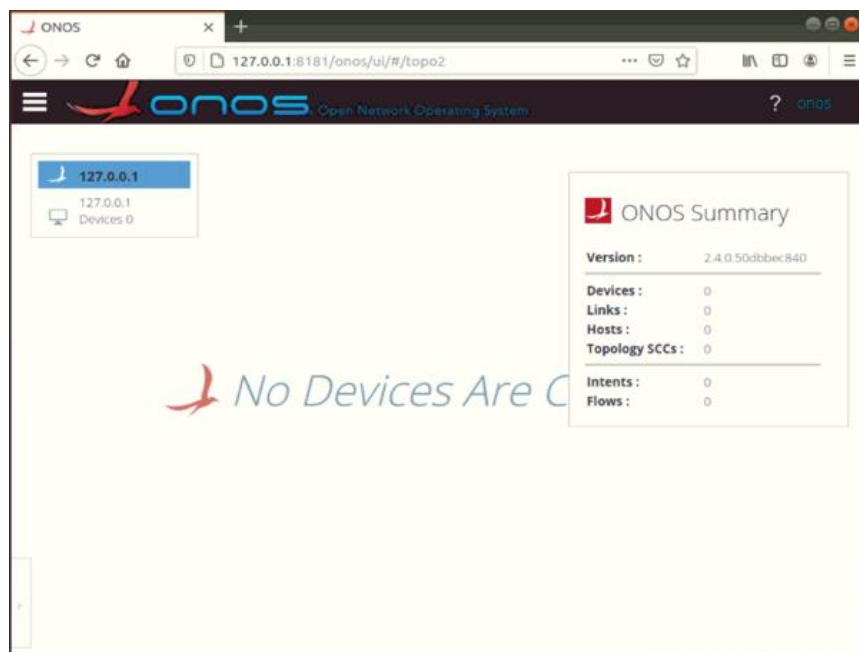 ONOS
127.0.0.1:8181/onos/ui/#/topo2
onos Open Network Operating System
? onos
127.0.0.1
127.0.0.1
Devices 0
ONOS Summary
Version : 2.4.0.50dbbec840
Devices : 0
Links : 0
Hosts : 0
Topology SCCs : 0
Intents : 0
Flows : 0
No Devices Are C